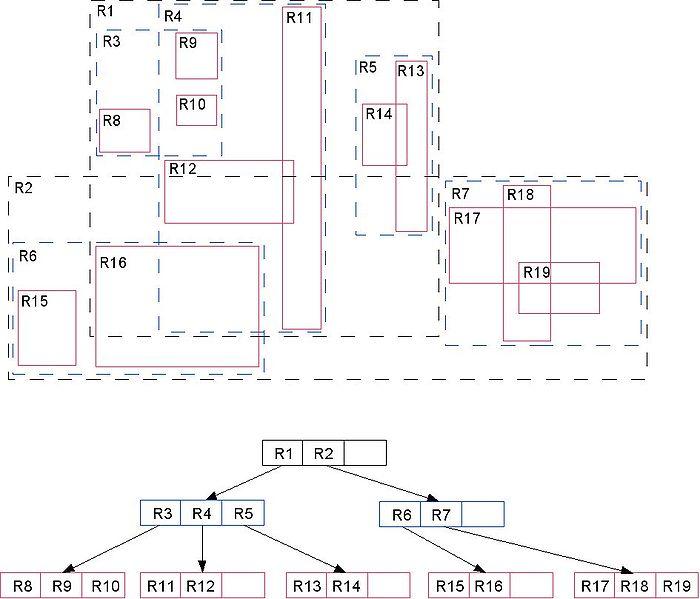 R1
R4
R11
R3
R9
R5
R13
R10
R14
R8
R12
R2
R7
R18
R17
R6
R16
R19
R15
R1 R2
R3 R4 R5
R6 R7
R8 R9 R10
R11 R12
R13 R14
R15 R16
R17 R18 R19